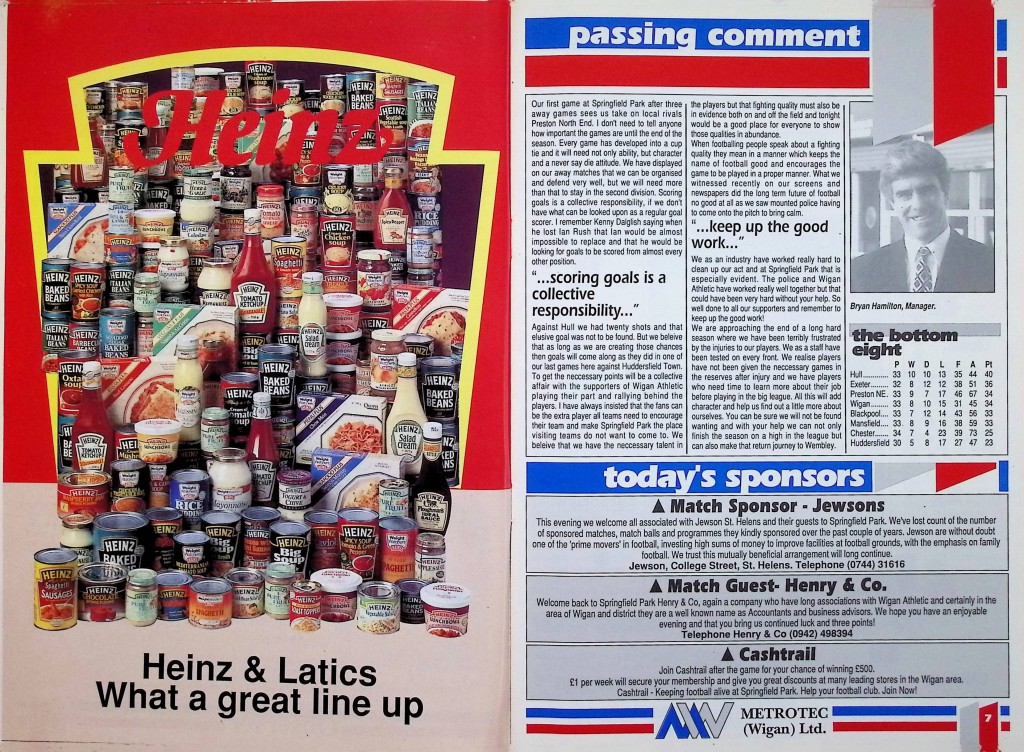 Heinz
Heinz & Latics
What a great line up
passing comment
Our first game at Springfield Park after three
away games sees us take on local rivals
Preston North End. I don't need to tell anyone
how important the games are until the end of the
season. Every game has developed into a cup
tie and it will need not only ability, but character
and a never say die attitude. We have displayed
on our away matches that we can be organised
and defend very well, but we will need more
than that to stay in the second division. Scoring
goals is a collective responsibility, if we don't
have what can be looked upon as a regular goal
scorer. I remember Kenny Dalglish saying when
he lost Ian Rush that Ian would be almost
impossible to replace and that he would be
looking for goals to be scored from almost every
other position.
"...scoring goals is a
collective
responsibility..."
Against Hull we had twenty shots and that
elusive goal was not to be found. But we beleive
that as long as we are creating those chances
then goals will come along as they did in one of
our last games here against Huddersfield Town.
To get the neccessary points will be a collective
affair with the supporters of Wigan Athletic
playing their part and rallying behind the
players. I have always insisted that the fans can
be the extra player all teams need to encourage
their team and make Springfield Park the place
visiting teams do not want to come to. We
beleive that we have the neccessary talent in
the players but that fighting quality must also be
in evidence both on and off the field and tonight
would be a good place for everyone to show
those qualities in abundance.
When footballing people speak about a fighting
quality they mean in a manner which keeps the
name of football good and encourages the
game to be played in a proper manner. What we
witnessed recently on our screens and
newspapers did the long term future of football
no good at all as we saw mounted police having
to come onto the pitch to bring calm.
"...keep up the good
work..."
We as an industry have worked really hard to
clean up our act and at Springfield Park that is
especially evident. The police and Wigan
Athletic have worked really well together but that
could have been very hard without your help. So
well done to all our supporters and remember to
keep up the good work!
We are approaching the end of a long hard
season where we have been terribly frustrated
by the injuries to our players. We as a staff have
been tested on every front. We realise players
have not been given the neccessary games in
the reserves after injury and we have players
who need time to learn more about their job
before playing in the big league. All this will add
character and help us find out a little more about
ourselves. You can be sure we will not be found
wanting and with your help we can not only
finish the season on a high in the league but
can also make that return journey to Wembley.
Bryan Hamilton, Manager.
the bottom
eight
P W D L F A Pt
Hull............ 33 10 10 13 35 44 40
Exeter......... 32 8 12 12 38 51 36
Preston NE. 33 9 7 17 46 67 34
Wigan......... 33 8 10 15 31 45 34
Blackpool.... 33 7 12 14 43 56 33
Mansfield.... 33 8 9 16 38 59 33
Chester....... 34 7 4 23 39 73 25
Huddersfield 30 5 8 17 27 47 23
today's sponsors
▲ Match Sponsor - Jewsons
This evening we welcome all associated with Jewson St. Helens and their guests to Springfield Park. We've lost count of the number
of sponsored matches, match balls and programmes they kindly sponsored over the past couple of years. Jewson are without doubt
one of the 'prime movers' in football, investing high sums of money to improve facilities at football grounds, with the emphasis on family
football. We trust this mutually beneficial arrangement will long continue.
Jewson, College Street, St. Helens. Telephone (0744) 31616
▲ Match Guest- Henry & Co.
Welcome back to Springfield Park Henry & Co, again a company who have long associations with Wigan Athletic and certainly in the
area of Wigan and district they are a well known name as Accountants and business advisors. We hope you have an enjoyable
evening and that you bring us continued luck and three points!
Telephone Henry & Co (0942) 498394
▲ Cashtrail
Join Cashtrail after the game for your chance of winning £500.
£1 per week will secure your membership and give you great discounts at many leading stores in the Wigan area.
Cashtrail - Keeping football alive at Springfield Park. Help your football club. Join Now!
METROTEC
(Wigan) Ltd.
7